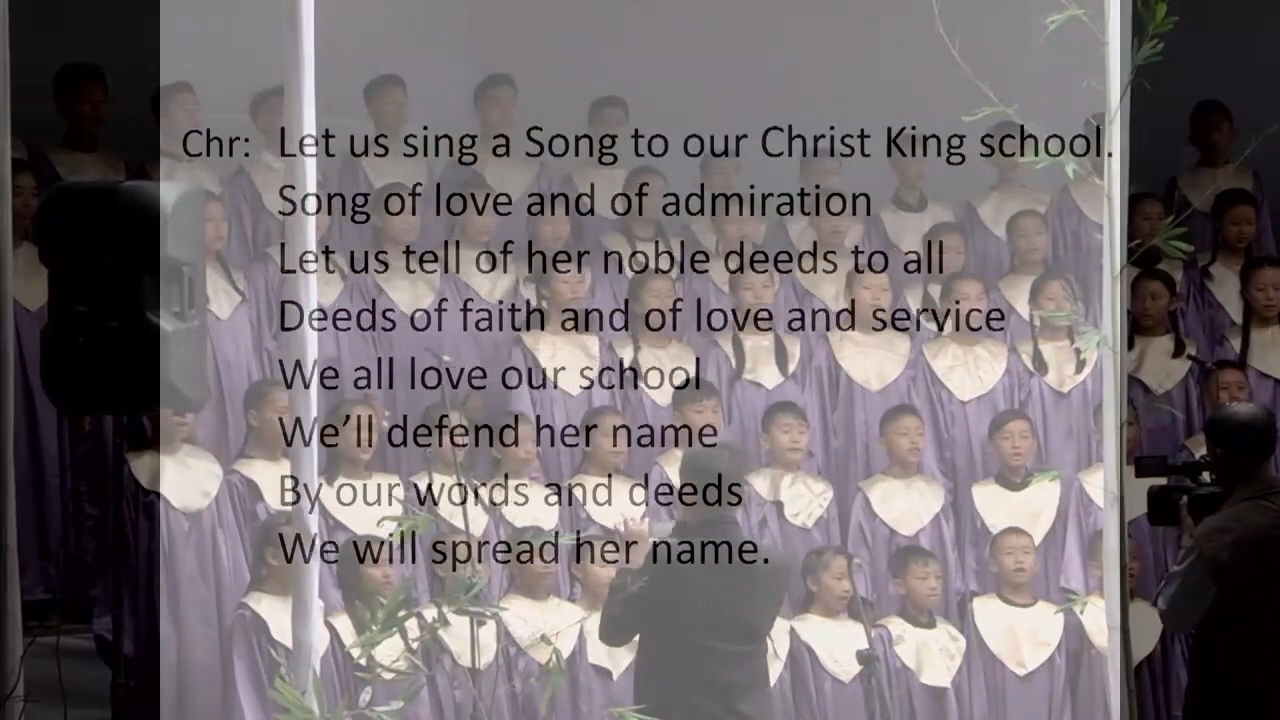 Chr: Let us sing a Song to our Christ King school.
Song of love and of admiration
Let us tell of her noble deeds to all
Deeds of faith and of love and service
We all love our school
We’ll defend her name
By our words and deeds
We will spread her name.